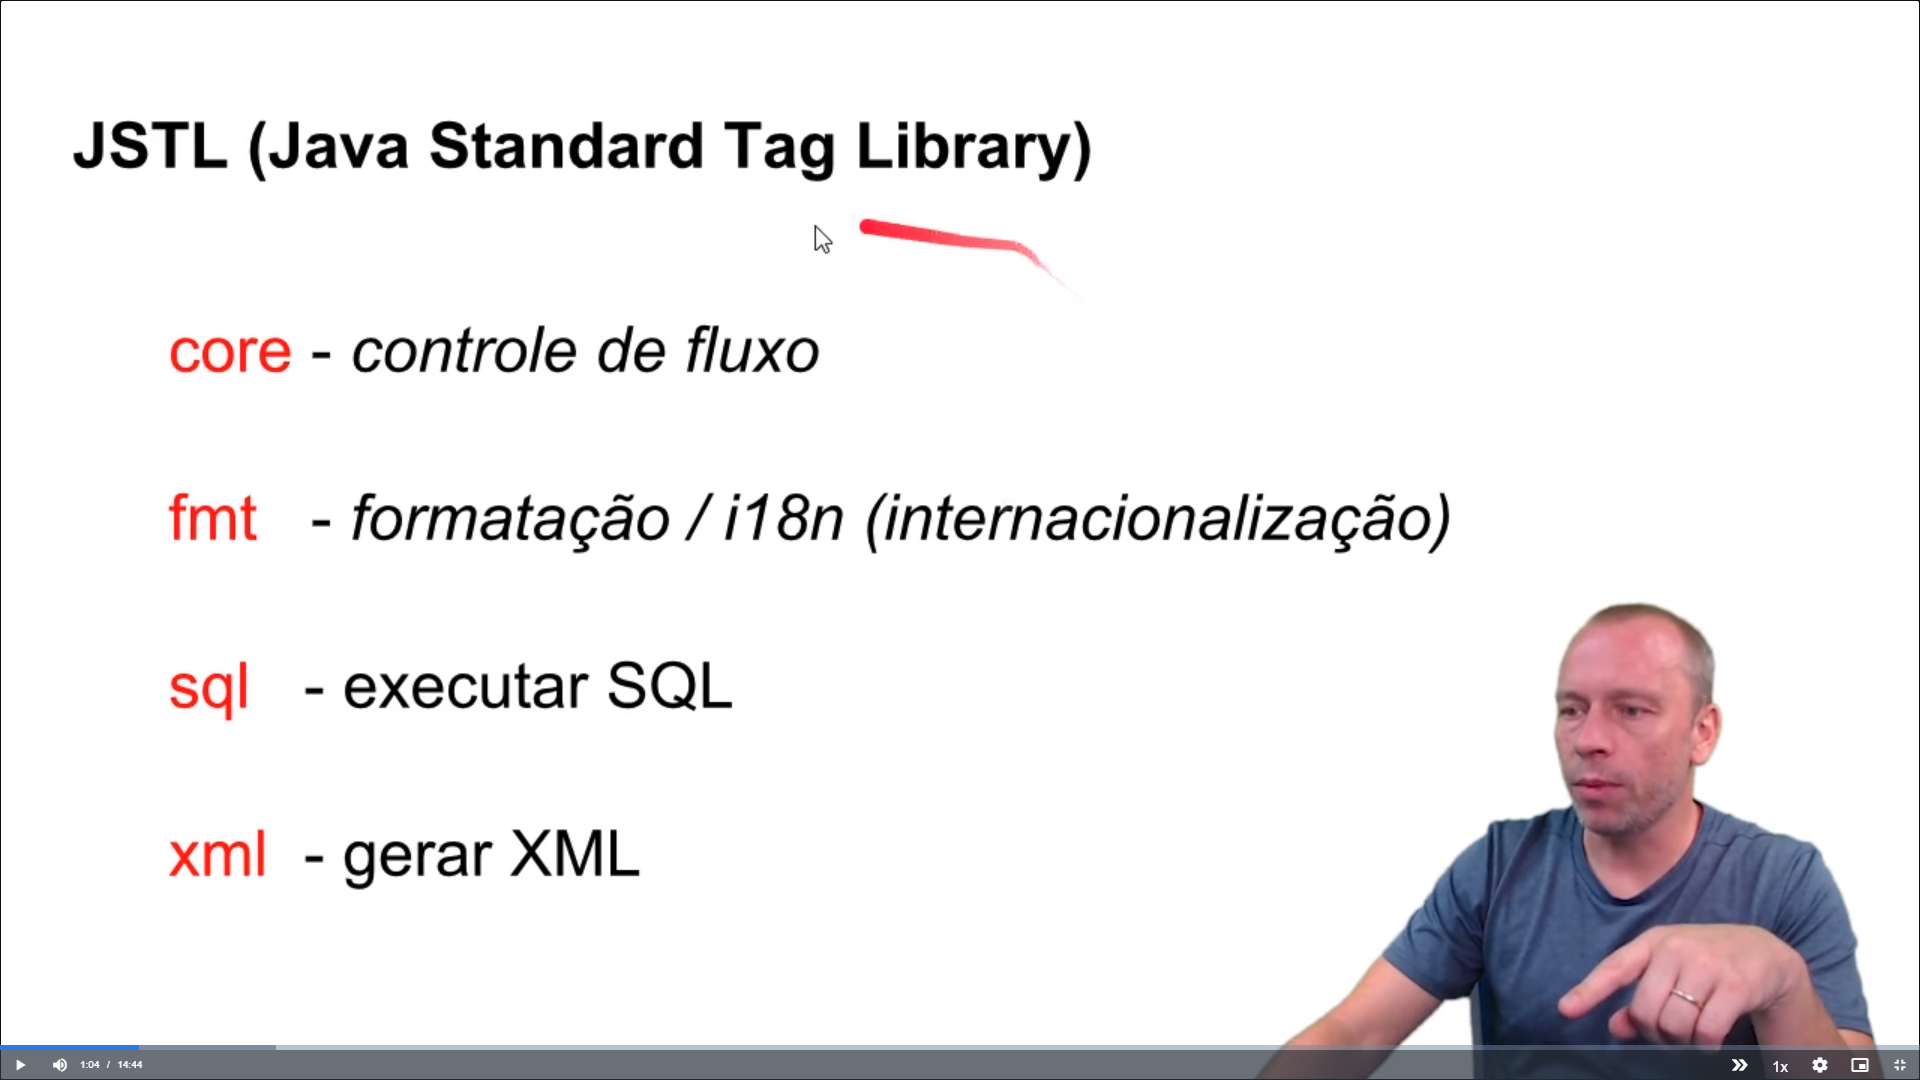 JSTL (Java Standard Tag Library)
core - controle de fluxo
fmt - formatação / i18n (internacionalização)
sql - executar SQL
xml - gerar XML
1:04 / 14:44
1x